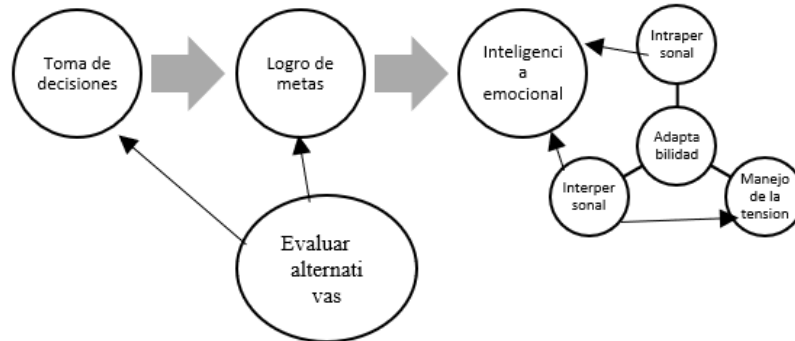 Toma de
decisiones
Logro de
metas
Inteligenci
a
emocional
Intraper
sonal
Adapta
bilidad
Interper
sonal
Manejo
de la
tension
Evaluar
alternati
vas